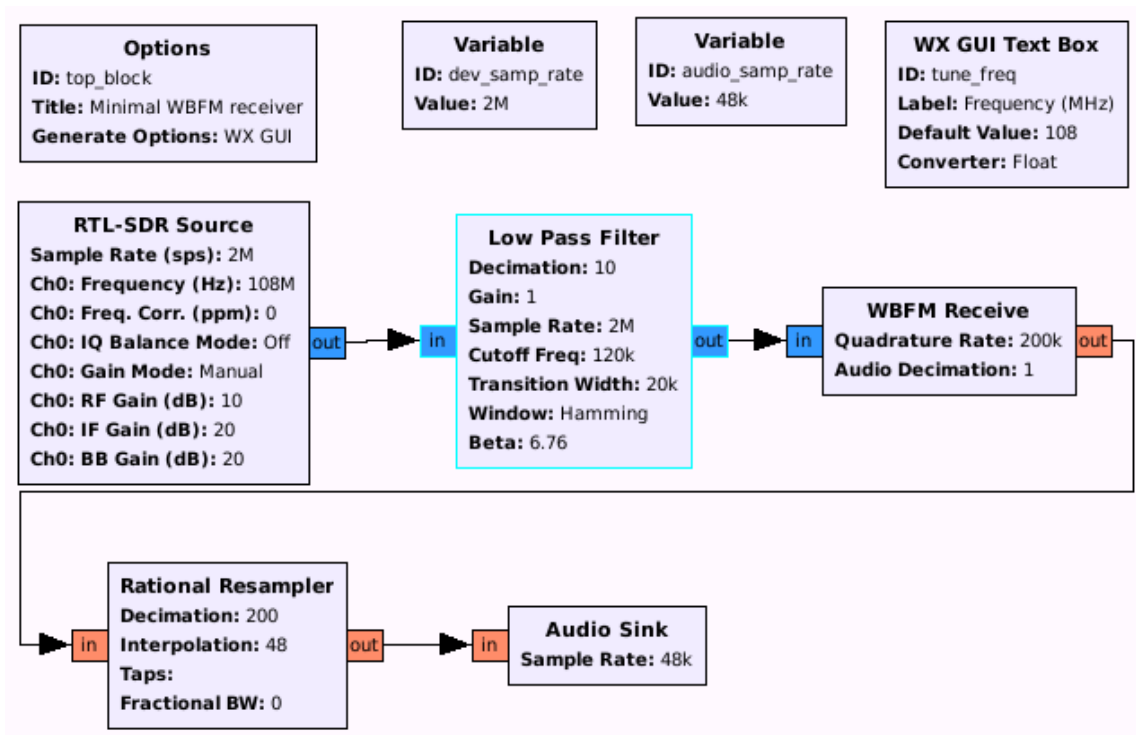 Options
ID: top_block
Title: Minimal WBFM receiver
Generate Options: WX GUI
Variable
ID: dev_samp_rate
Value: 2M
Variable
ID: audio_samp_rate
Value: 48k
WX GUI Text Box
ID: tune_freq
Label: Frequency (MHz)
Default Value: 108
Converter: Float
RTL-SDR Source
Sample Rate (sps): 2M
Ch0: Frequency (Hz): 108M
Ch0: Freq. Corr. (ppm): 0
Ch0: IQ Balance Mode: Off
Ch0: Gain Mode: Manual
Ch0: RF Gain (dB): 10
Ch0: IF Gain (dB): 20
Ch0: BB Gain (dB): 20
out
in
Low Pass Filter
Decimation: 10
Gain: 1
Sample Rate: 2M
Cutoff Freq: 120k
Transition Width: 20k
Window: Hamming
Beta: 6.76
out
in
WBFM Receive
Quadrature Rate: 200k
Audio Decimation: 1
out
in
Rational Resampler
Decimation: 200
Interpolation: 48
Taps:
Fractional BW: 0
out
in
Audio Sink
Sample Rate: 48k